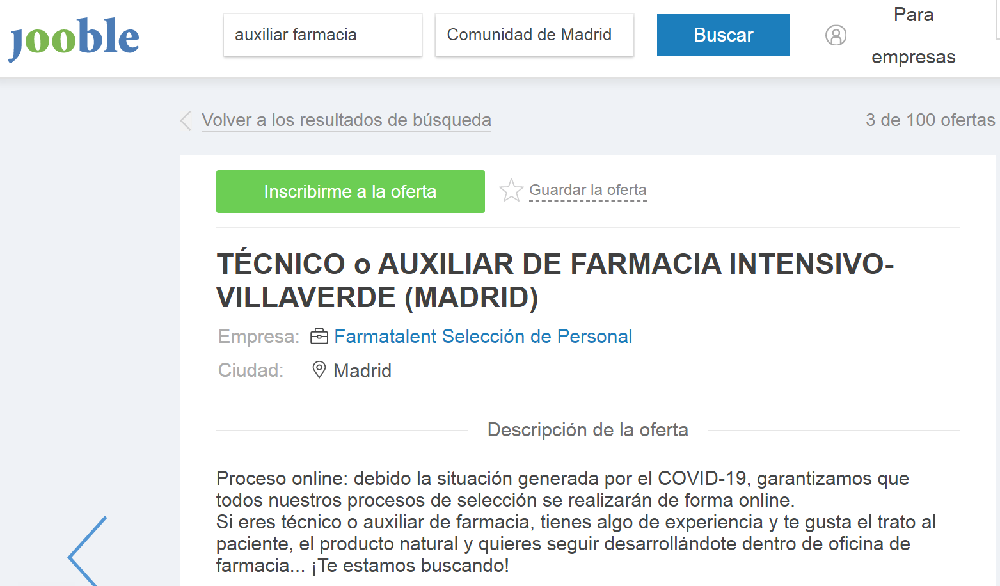 jooble
auxiliar farmacia
Comunidad de Madrid
Buscar
Para
empresas
Volver a los resultados de búsqueda
3 de 100 ofertas
Inscribirme a la oferta
Guardar la oferta
TÉCNICO o AUXILIAR DE FARMACIA INTENSIVO-
VILLAVERDE (MADRID)
Empresa: Farmatalent Selección de Personal
Ciudad: Madrid
Descripción de la oferta
Proceso online: debido la situación generada por el COVID-19, garantizamos que
todos nuestros procesos de selección se realizarán de forma online.
Si eres técnico o auxiliar de farmacia, tienes algo de experiencia y te gusta el trato al
paciente, el producto natural y quieres seguir desarrollándote dentro de oficina de
farmacia... ¡Te estamos buscando!